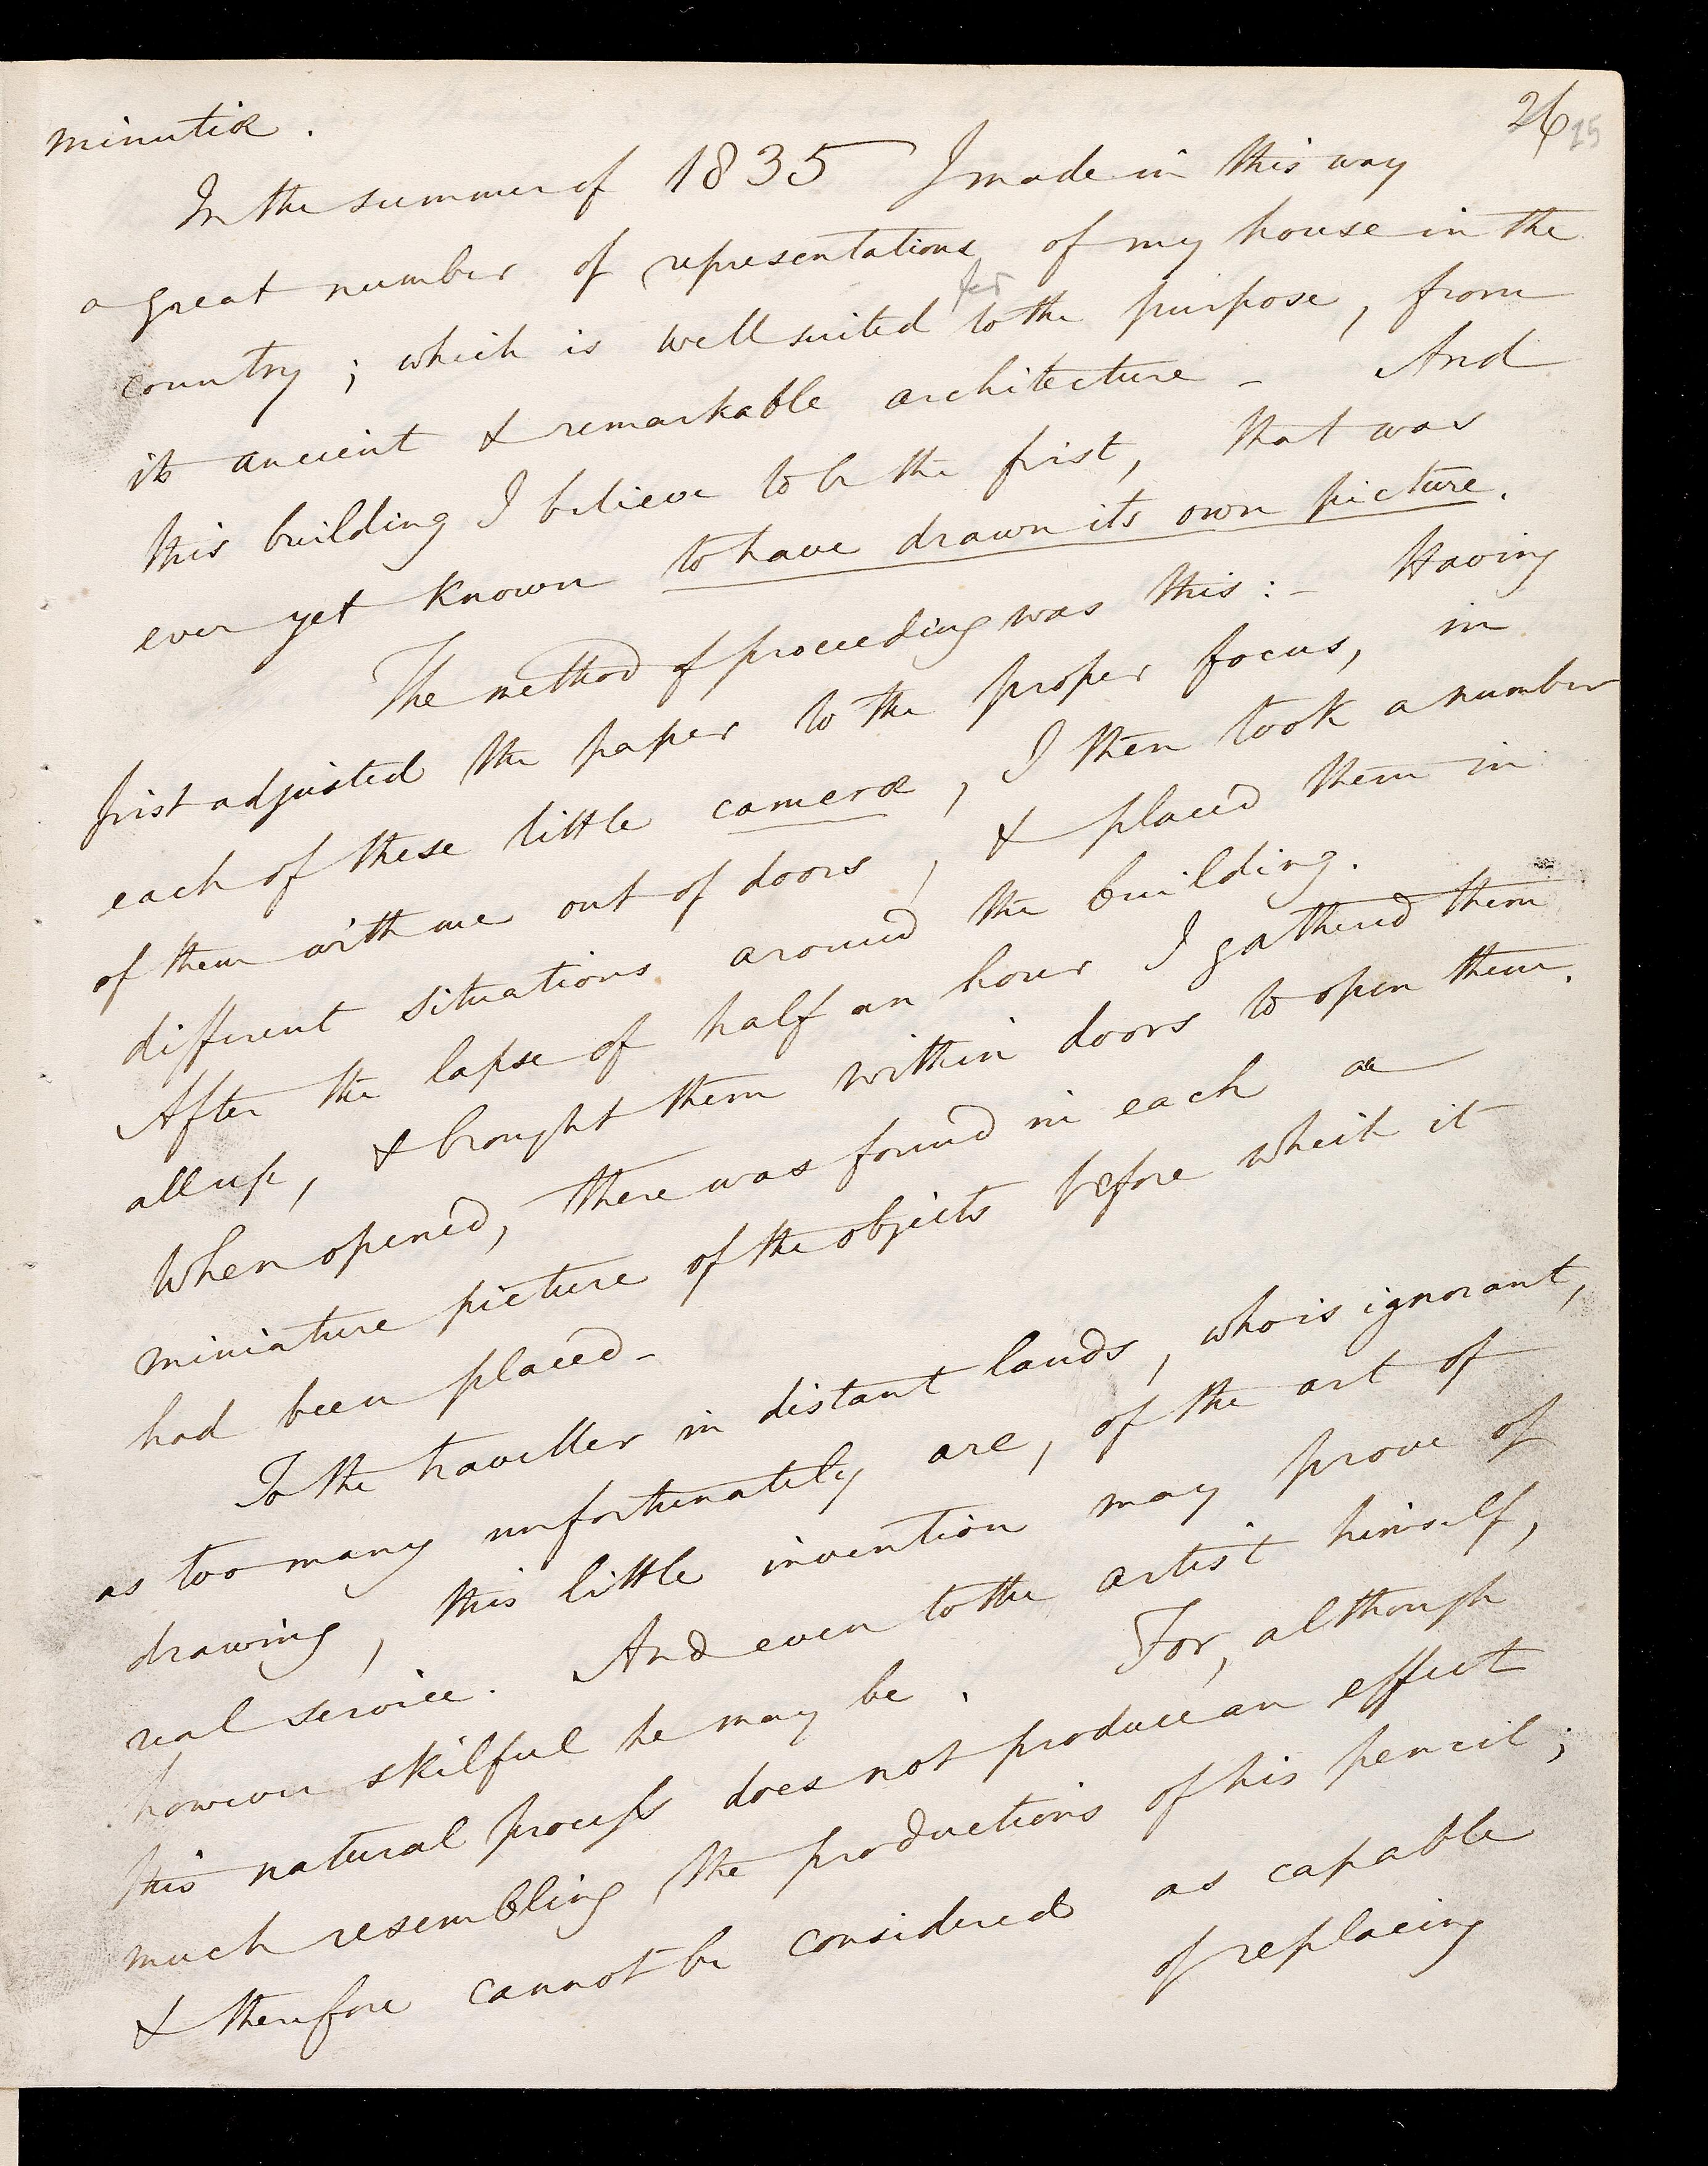 26 25
minutiæ.
In the summer of 1835 I made in this way
a great number of representations of my house in the
for
country; which is well suited to the purpose, from
its ancient & remarkable architecture – And
this building I believe to be the first, that was
ever yet known to have drawn its own picture.
The method of proceeding was this: – Having
first adjusted the paper to the proper focus, in
each of these little cameræ, I then took a number
of them with me out of doors, & placed them in
different situations around the building.
After the lapse of half an hour I gathered them
all up, & brought them within doors to open them.
When opened, there was found in each a
miniature picture of the objects before which it
had been placed –
To the traveller in distant lands, who is ignorant,
as too many unfortunately are, of the art of
drawing, this little invention may prove of
real service. And even to the artist himself,
however skilful he may be. For, although
this natural process does not produce an effect
much resembling the productions of his pencil;
& therefore cannot be considered as capable
of replacing